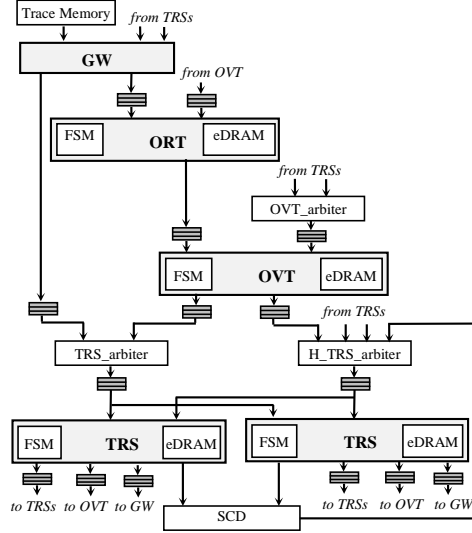 Trace Memory
from TRSs
GW
from OVT
FSM
ORT
eDRAM
from TRSs
OVT_arbiter
FSM
OVT
eDRAM
from TRSs
TRS_arbiter
H_TRS_arbiter
FSM
TRS
eDRAM
FSM
TRS
eDRAM
to TRSs
to OVT
to GW
to TRSs
to OVT
to GW
SCD